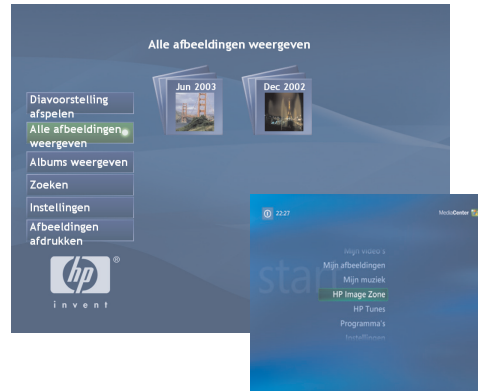 Alle afbeeldingen weergeven
Jun 2003
Dec 2002
Diavoorstelling
afspelen
Alle afbeeldingen
weergeven
Albums weergeven
Zoeken
Instellingen
Afbeeldingen
afdrukken
hp
®
invent
22:27
MediaCenter
start
Mijn video's
Mijn afbeeldingen
Mijn muziek
HP Image Zone
HP Tunes
Programma's
Instellingen